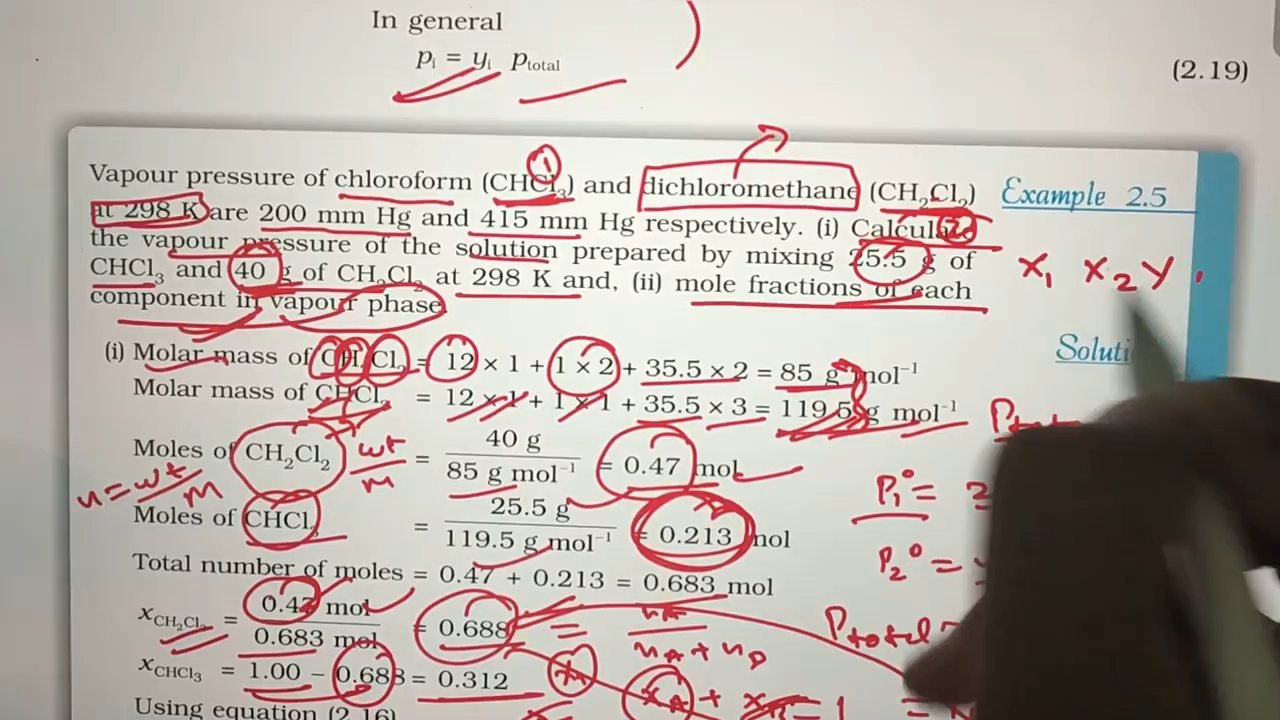 In general
pᵢ = yᵢ pₜₒₜₐₗ
(2.19)
Vapour pressure of chloroform (CHCl₃) and dichloromethane (CH₂Cl₂)
at 298 K are 200 mm Hg and 415 mm Hg respectively. (i) Calculate
the vapour pressure of the solution prepared by mixing 25.5 g of
CHCl₃ and 40 g of CH₂Cl₂ at 298 K and, (ii) mole fractions of each
component in vapour phase.
Example 2.5
1
2
x₁ x₂ y
(i) Molar mass of CH₂Cl₂ = 12 × 1 + 1 × 2 + 35.5 × 2 = 85 g mol⁻¹
Molar mass of CHCl₃ = 12 × 1 + 1 × 1 + 35.5 × 3 = 119.5 g mol⁻¹
Moles of CH₂Cl₂ = 40 g / 85 g mol⁻¹ = 0.47 mol
wt / M
n = wt / M
Moles of CHCl₃ = 25.5 g / 119.5 g mol⁻¹ = 0.213 mol
P₁° =
P₂° =
Total number of moles = 0.47 + 0.213 = 0.683 mol
x CH₂Cl₂ = 0.47 mol / 0.683 mol = 0.688
= nA / nA + nB
Ptotal =
x CHCl₃ = 1.00 – 0.688 = 0.312
xA + xB = 1
Using equation (2.16)